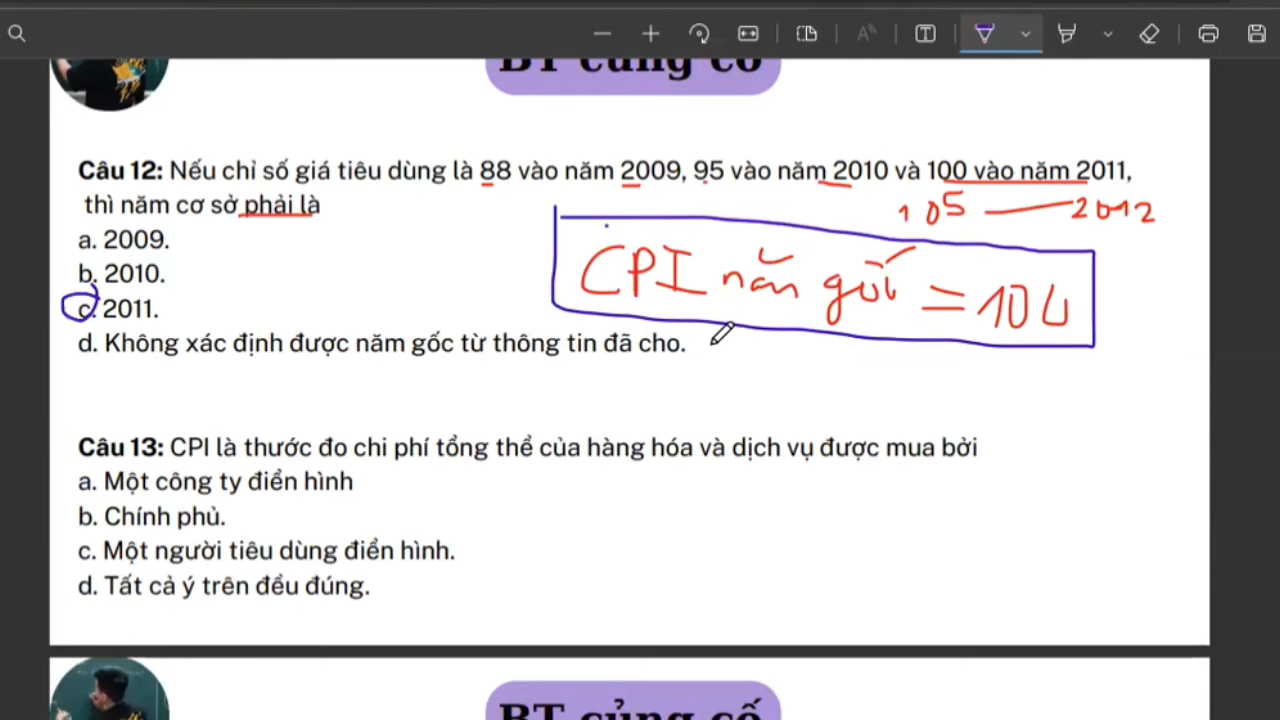 BT củng cố
Câu 12: Nếu chỉ số giá tiêu dùng là 88 vào năm 2009, 95 vào năm 2010 và 100 vào năm 2011,
thì năm cơ sở phải là
105 — 2012
a. 2009.
b. 2010.
c. 2011.
CPI năm gốc = 100
d. Không xác định được năm gốc từ thông tin đã cho.
Câu 13: CPI là thước đo chi phí tổng thể của hàng hóa và dịch vụ được mua bởi
a. Một công ty điển hình
b. Chính phủ.
c. Một người tiêu dùng điển hình.
d. Tất cả ý trên đều đúng.
BT củng cố